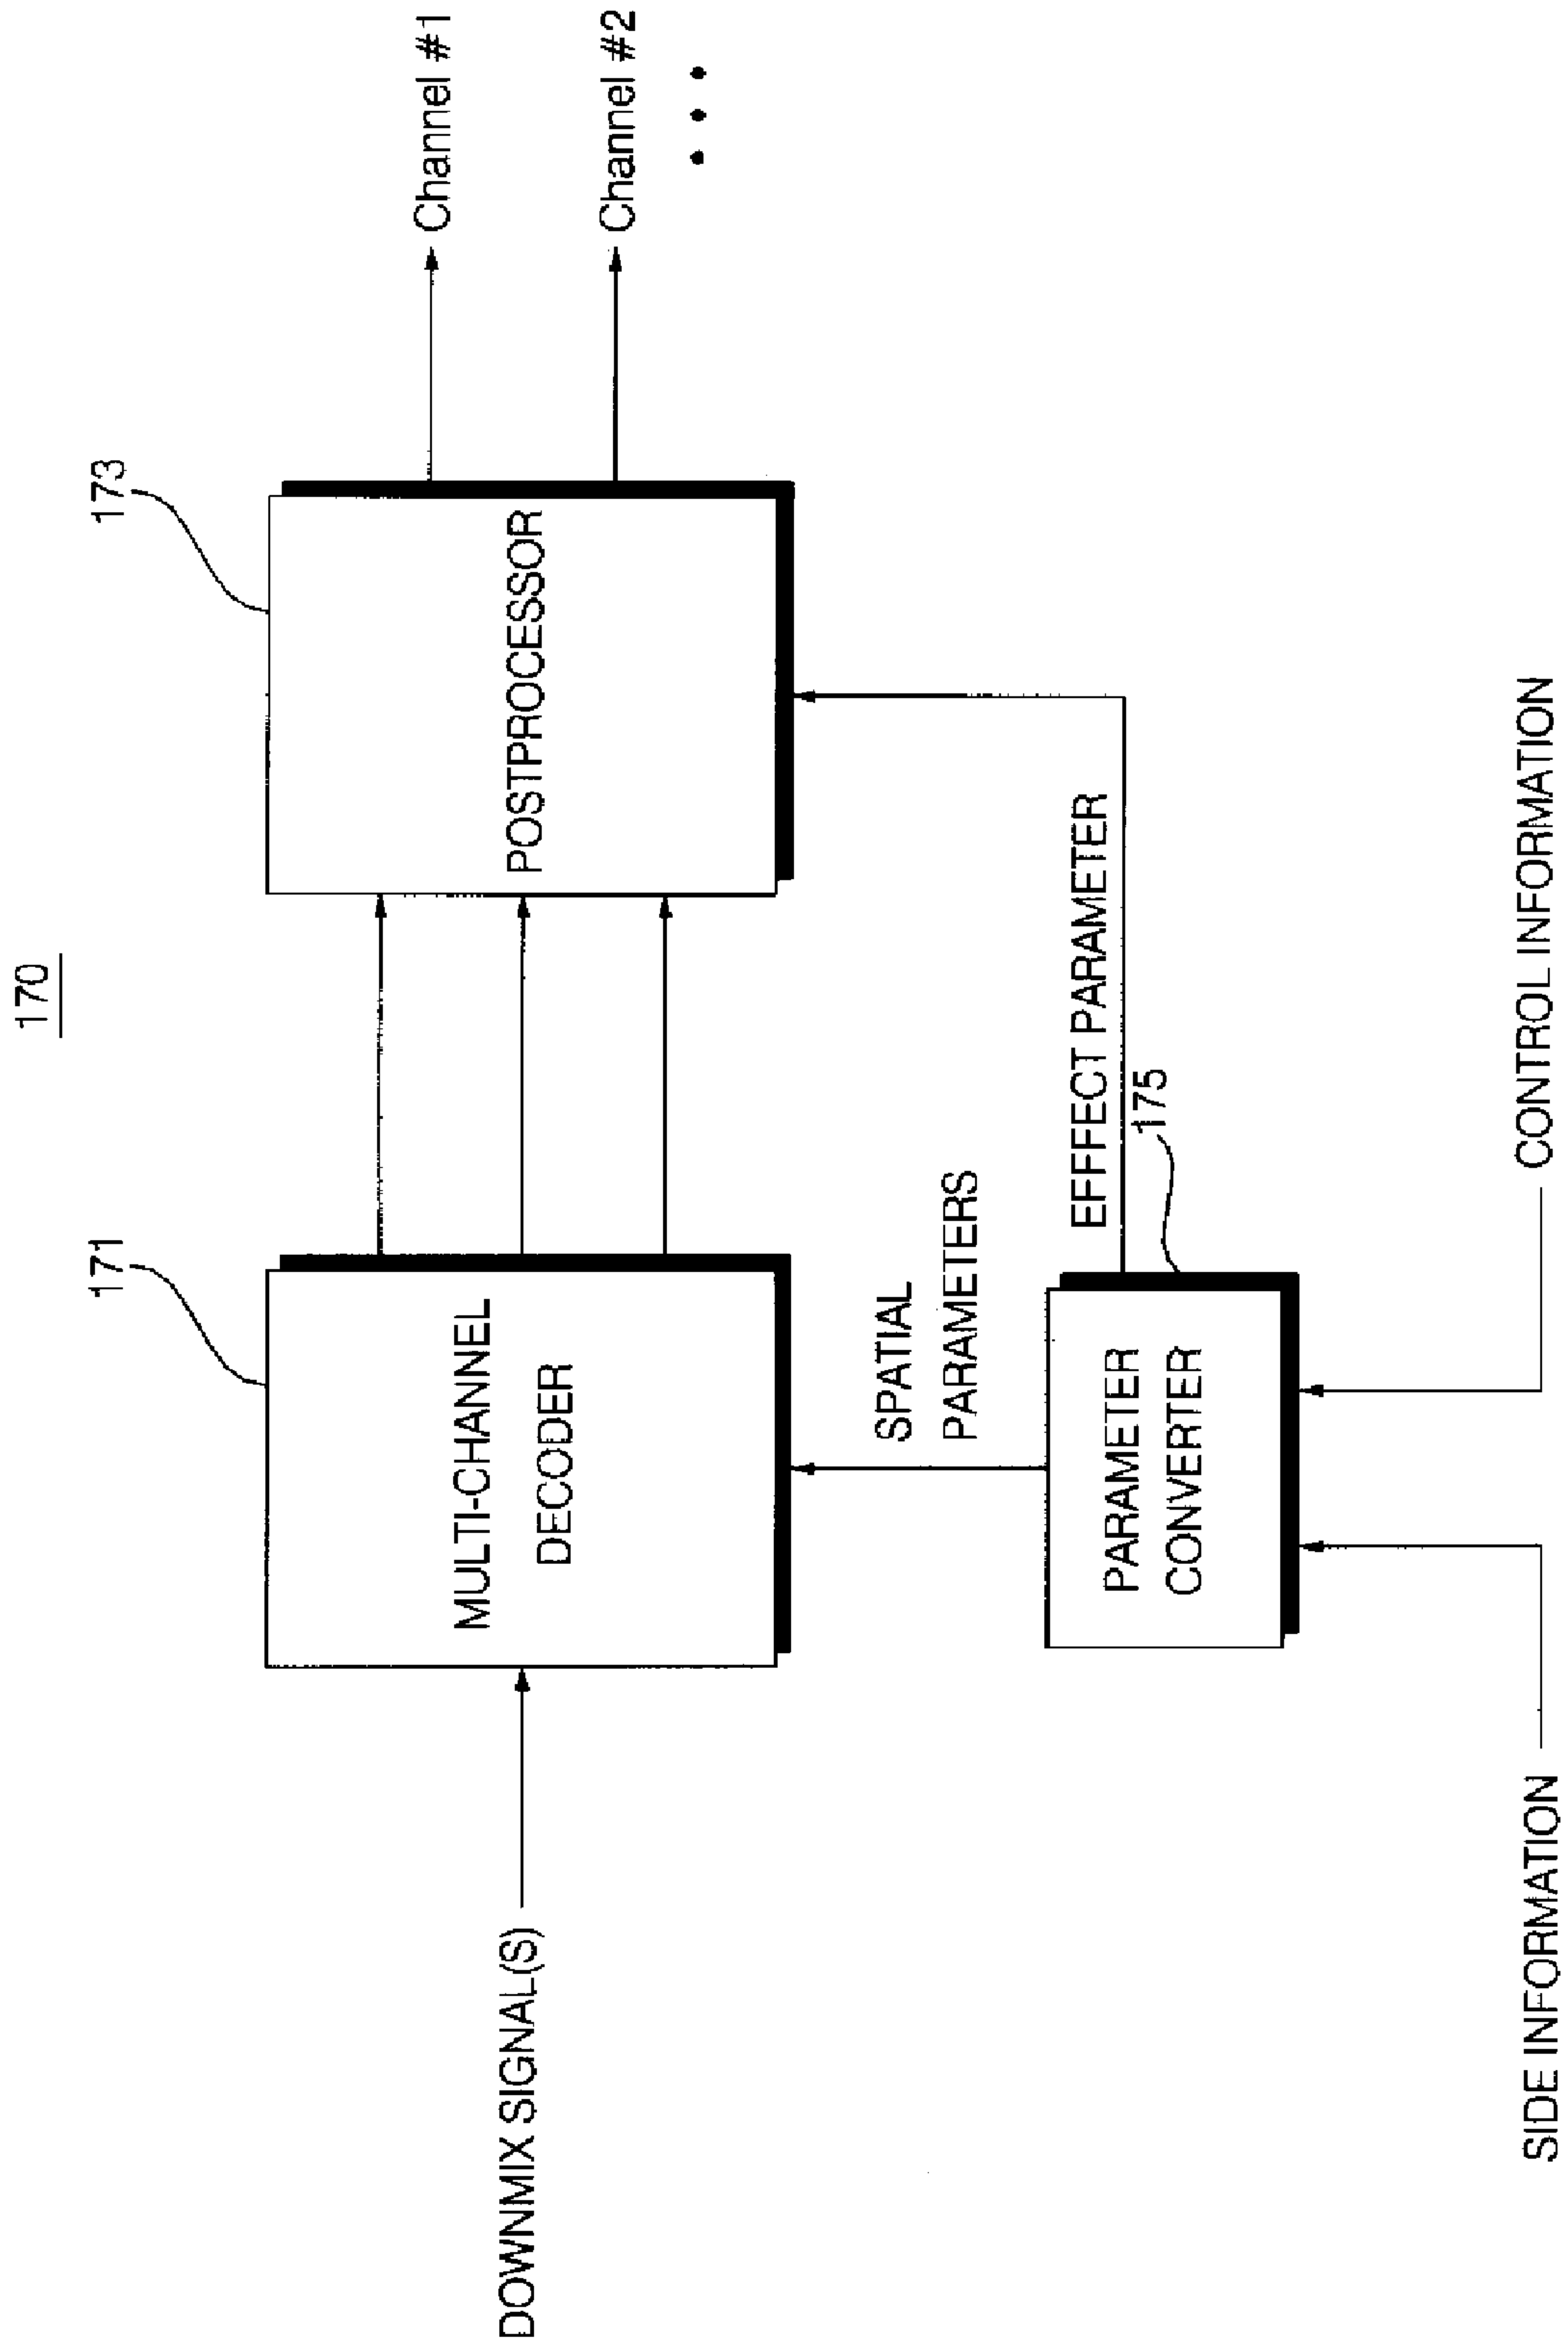 170
171
173
DOWNMIX SIGNAL(S)
MULTI-CHANNEL
DECODER
POSTPROCESSOR
Channel #1
Channel #2
SPATIAL
PARAMETERS
EFFFECT PARAMETER
175
PARAMETER
CONVERTER
SIDE INFORMATION
CONTROL INFORMATION